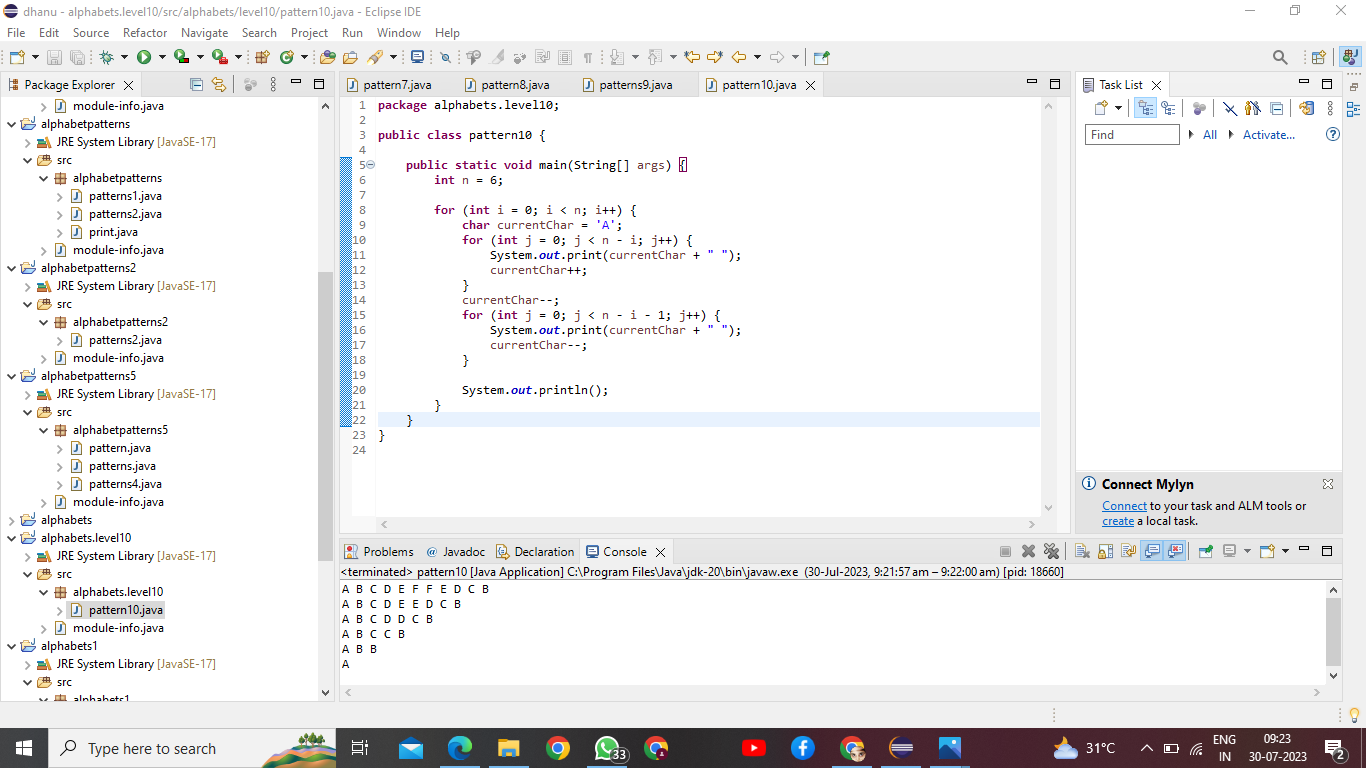 dhanu - alphabets.level10/src/alphabets/level10/pattern10.java - Eclipse IDE
File Edit Source Refactor Navigate Search Project Run Window Help
Package Explorer
module-info.java
alphabetpatterns
JRE System Library [JavaSE-17]
src
alphabetpatterns
patterns1.java
patterns2.java
print.java
module-info.java
alphabetpatterns2
JRE System Library [JavaSE-17]
src
alphabetpatterns2
patterns2.java
module-info.java
alphabetpatterns5
JRE System Library [JavaSE-17]
src
alphabetpatterns5
pattern.java
patterns.java
patterns4.java
module-info.java
alphabets
alphabets.level10
JRE System Library [JavaSE-17]
src
alphabets.level10
pattern10.java
module-info.java
alphabets1
JRE System Library [JavaSE-17]
src
alphabets1
pattern7.java pattern8.java patterns9.java pattern10.java
1 package alphabets.level10;
2
3 public class pattern10 {
4
5 public static void main(String[] args) {
6 int n = 6;
7
8 for (int i = 0; i < n; i++) {
9 char currentChar = 'A';
10 for (int j = 0; j < n - i; j++) {
11 System.out.print(currentChar + " ");
12 currentChar++;
13 }
14 currentChar--;
15 for (int j = 0; j < n - i - 1; j++) {
16 System.out.print(currentChar + " ");
17 currentChar--;
18 }
19
20 System.out.println();
21 }
22 }
23 }
24
Task List
Find All Activate...
Connect Mylyn
Connect to your task and ALM tools or
create a local task.
Problems Javadoc Declaration Console
<terminated> pattern10 [Java Application] C:\Program Files\Java\jdk-20\bin\javaw.exe (30-Jul-2023, 9:21:57 am – 9:22:00 am) [pid: 18660]
A B C D E F F E D C B
A B C D E E D C B
A B C D D C B
A B C C B
A B B
A
Type here to search
33
31°C
ENG
IN
09:23
30-07-2023
2